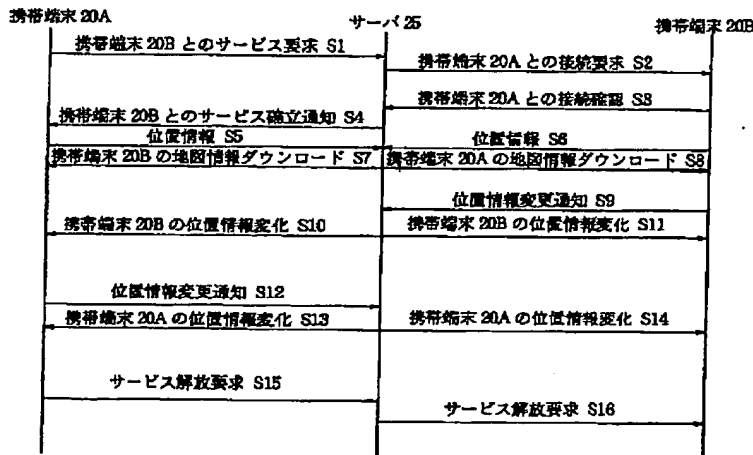 携帯端末 20A
サーバ 25
携帯端末 20B
携帯端末 20B とのサービス要求 S1
携帯端末 20A との接続要求 S2
携帯端末 20A との接続確認 S3
携帯端末 20B とのサービス確立通知 S4
位置情報 S5
位置情報 S6
携帯端末 20B の地図情報ダウンロード S7
携帯端末 20A の地図情報ダウンロード S8
位置情報変更通知 S9
携帯端末 20B の位置情報変化 S10
携帯端末 20B の位置情報変化 S11
位置情報変更通知 S12
携帯端末 20A の位置情報変化 S13
携帯端末 20A の位置情報変化 S14
サービス解放要求 S15
サービス解放要求 S16